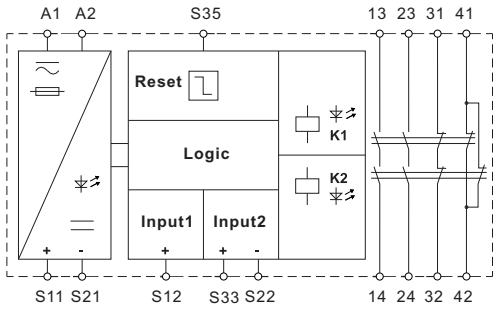 A1 A2 S35 13 23 31 41
Reset
K1
Logic
K2
Input1 Input2
+ - + + -
S11 S21 S12 S33 S22 14 24 32 42